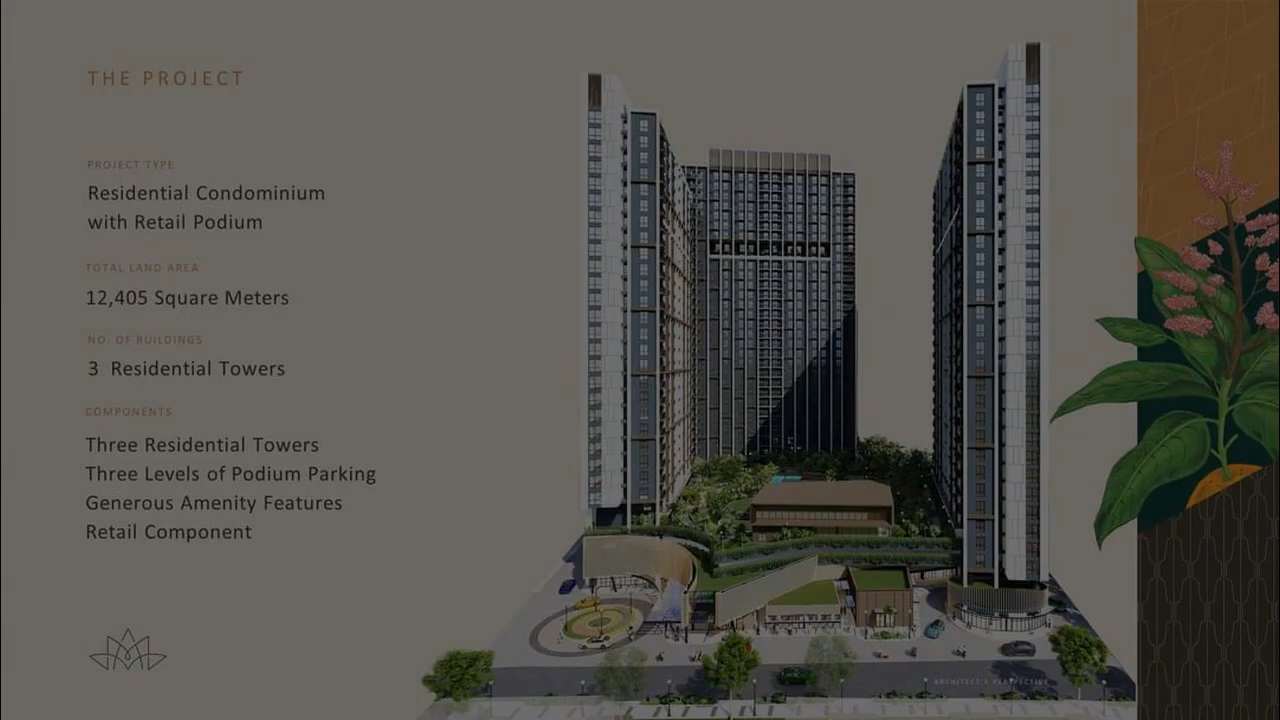 THE PROJECT
PROJECT TYPE
Residential Condominium
with Retail Podium
TOTAL LAND AREA
12,405 Square Meters
NO. OF BUILDINGS
3 Residential Towers
COMPONENTS
Three Residential Towers
Three Levels of Podium Parking
Generous Amenity Features
Retail Component
ARCHITECT'S PERSPECTIVE